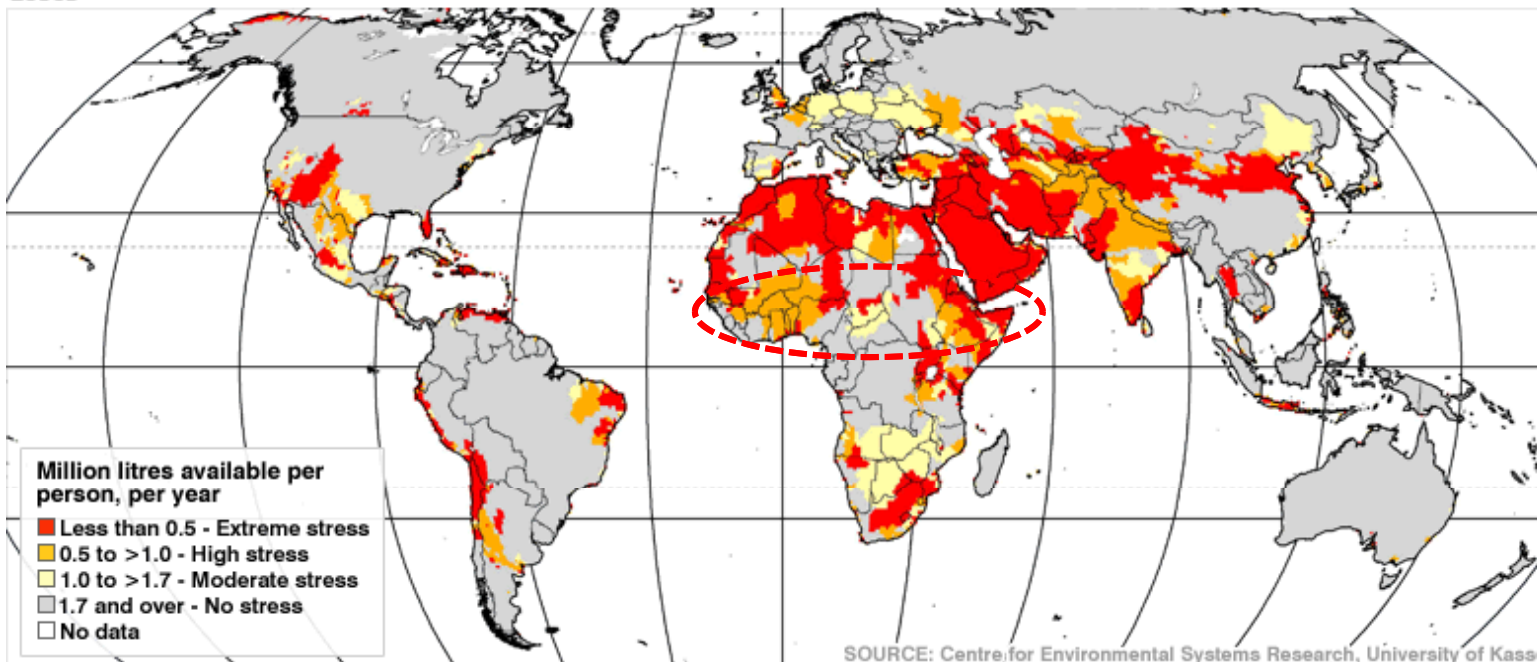 Million litres available per
person, per year
Less than 0.5 - Extreme stress
0.5 to >1.0 - High stress
1.0 to >1.7 - Moderate stress
1.7 and over - No stress
No data
SOURCE: Centre for Environmental Systems Research, University of Kass